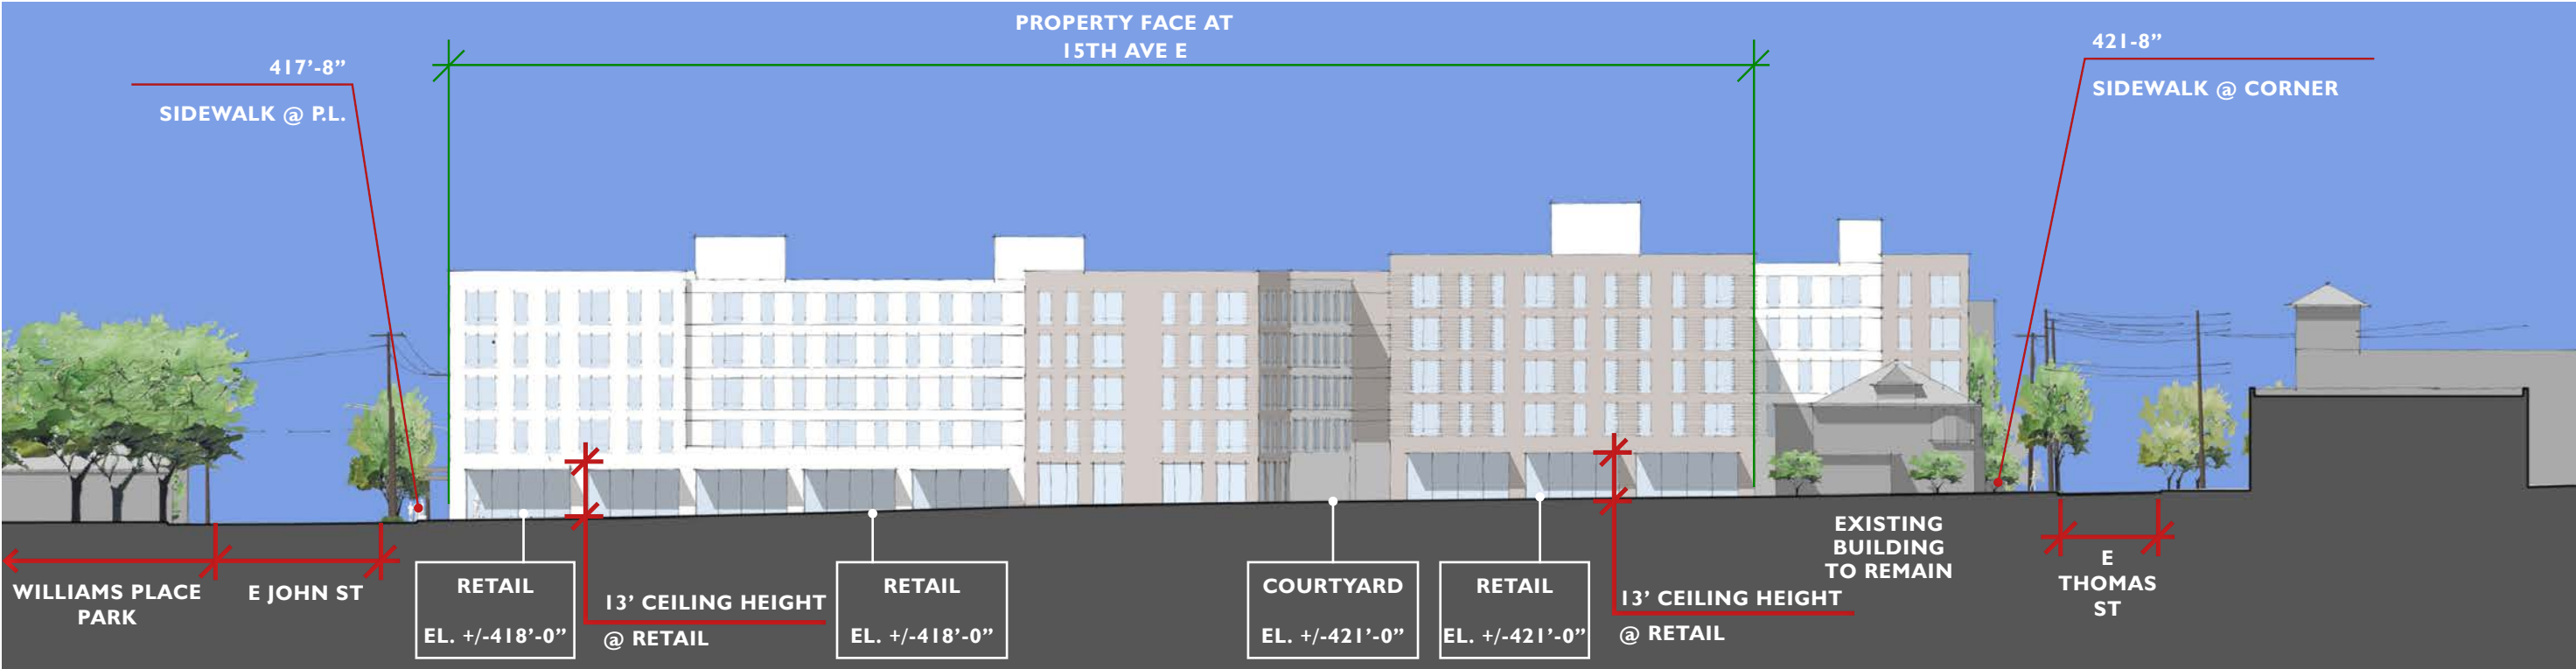 PROPERTY FACE AT
15TH AVE E
417’-8”
SIDEWALK @ P.L.
421-8”
SIDEWALK @ CORNER
WILLIAMS PLACE
PARK
E JOHN ST
RETAIL
EL. +/-418’-0”
13’ CEILING HEIGHT
@ RETAIL
RETAIL
EL. +/-418’-0”
COURTYARD
EL. +/-421’-0”
RETAIL
EL. +/-421’-0”
13’ CEILING HEIGHT
@ RETAIL
EXISTING
BUILDING
TO REMAIN
E
THOMAS
ST